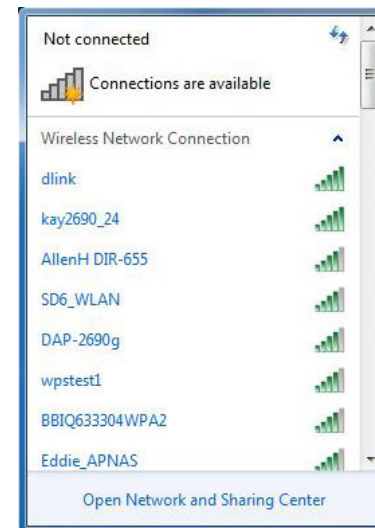 Not connected
Connections are available
Wireless Network Connection
dlink
kay2690_24
AllenH DIR-655
SD6_WLAN
DAP-2690g
wpstest1
BBIQ633304WPA2
Eddie_APNAS
Open Network and Sharing Center